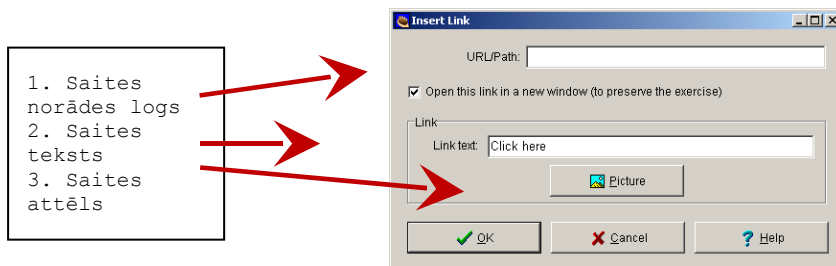 1. Saites
norādes logs
2. Saites
teksts
3. Saites
attēls
Insert Link
URL/Path:
Open this link in a new window (to preserve the exercise)
Link
Link text: Click here
Picture
OK Cancel ? Help